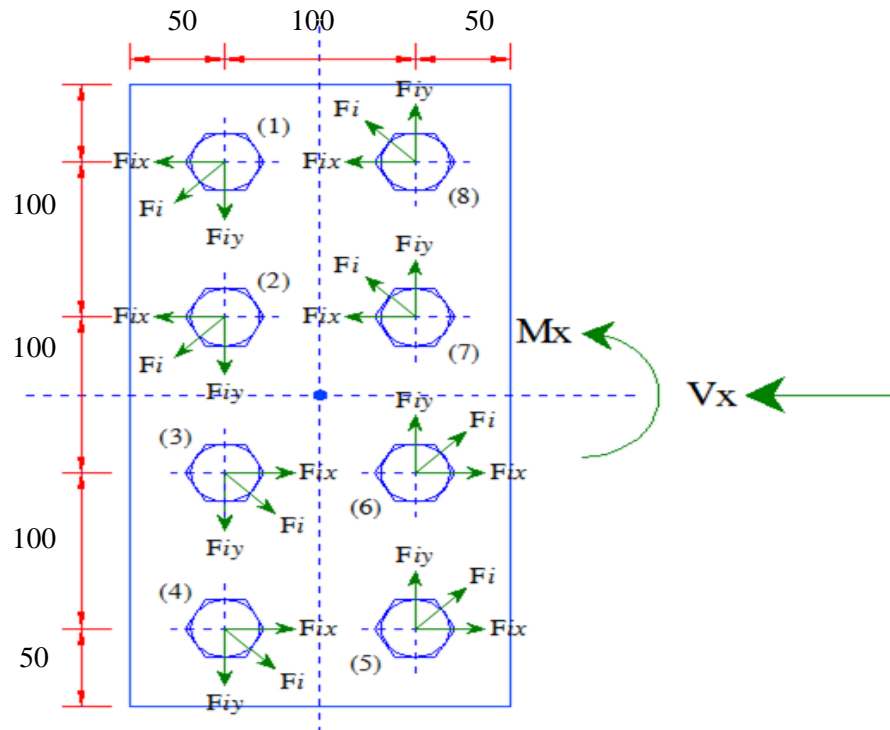 50 100 50
Fiy
(1) Fi
Fix Fix
Fi (8)
100
Fiy Fiy
(2) Fi
Fix Fix
Fi (7) Mx
100
Fiy Fiy Vx
(3) Fi
Fix Fix
Fi (6)
100
Fiy Fiy
(4) Fi
Fix Fix
50 Fi (5)
Fiy